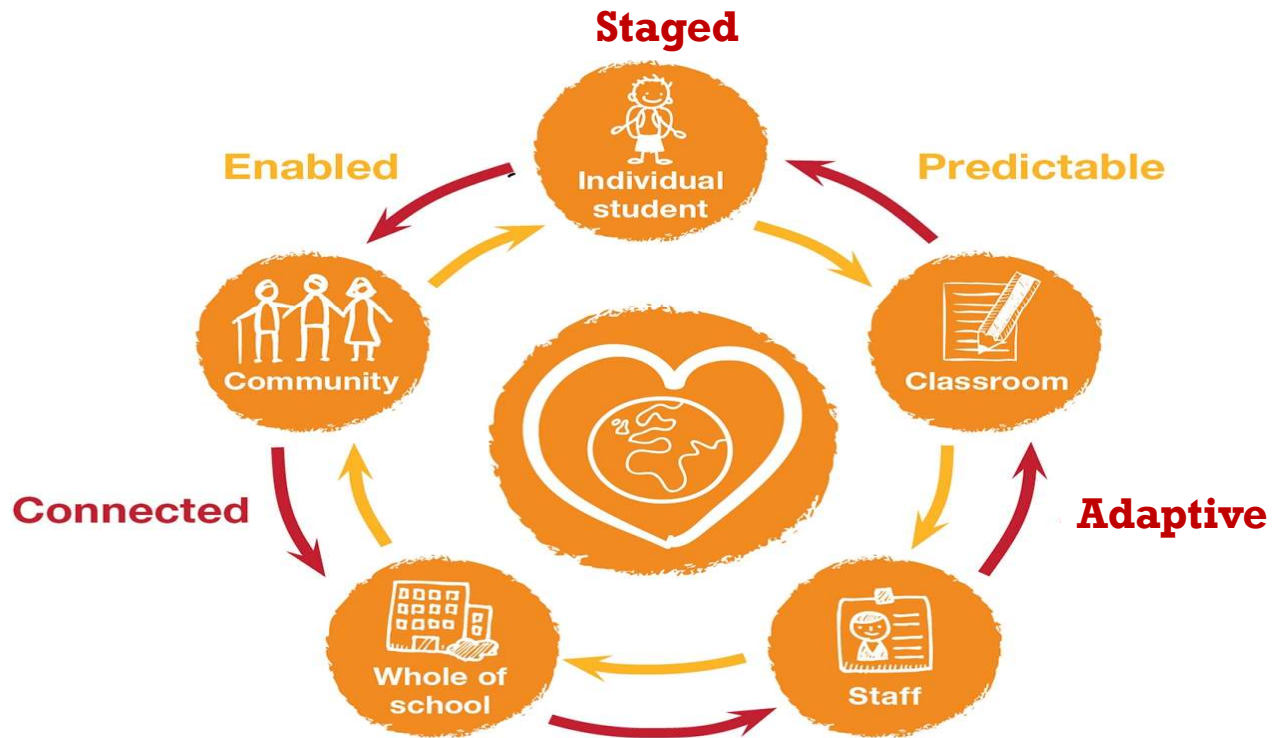 Staged
Individual
student
Enabled
Predictable
Community
Classroom
Connected
Adaptive
Whole of
school
Staff